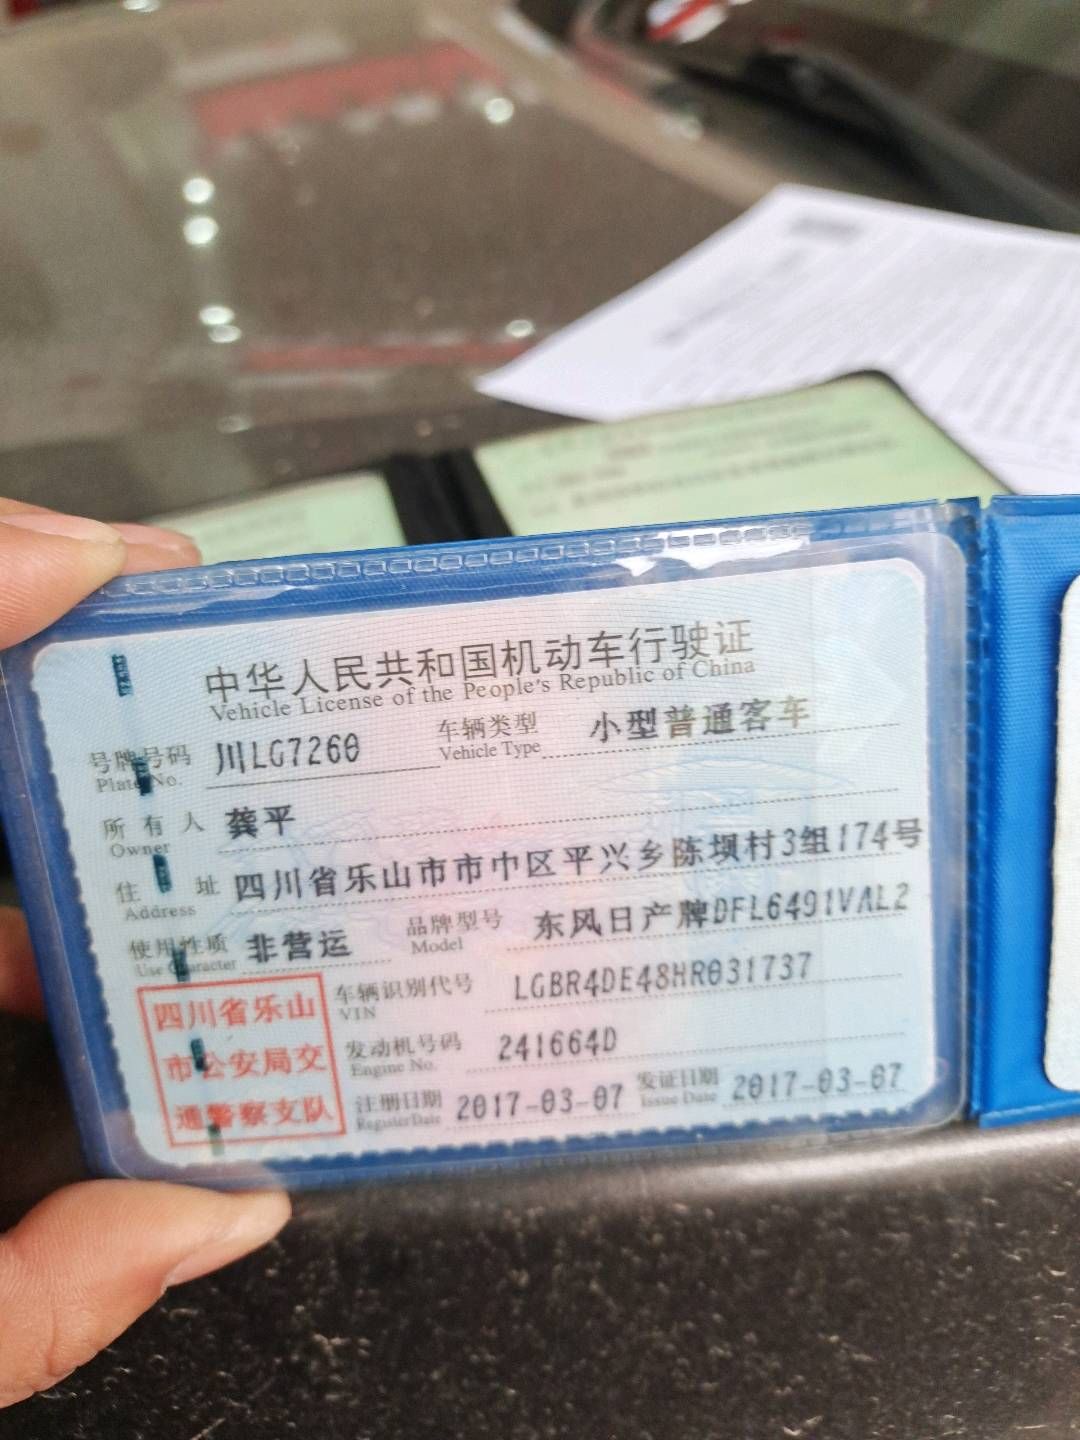 中华人民共和国机动车行驶证
Vehicle License of the People's Republic of China
号牌号码 川LG7260 车辆类型 小型普通客车
Plate No. Vehicle Type
所有人 龚平
Owner
住址 四川省乐山市市中区平兴乡陈坝村3组174号
Address
使用性质 非营运 品牌型号 东风日产牌DFL6491VAL2
Use Character Model
四川省乐山
市公安局交
通警察支队
车辆识别代号 LGBR4DE48HR031737
VIN
发动机号码 241664D
Engine No.
注册日期 2017-03-07 发证日期 2017-03-07
Register Date Issue Date